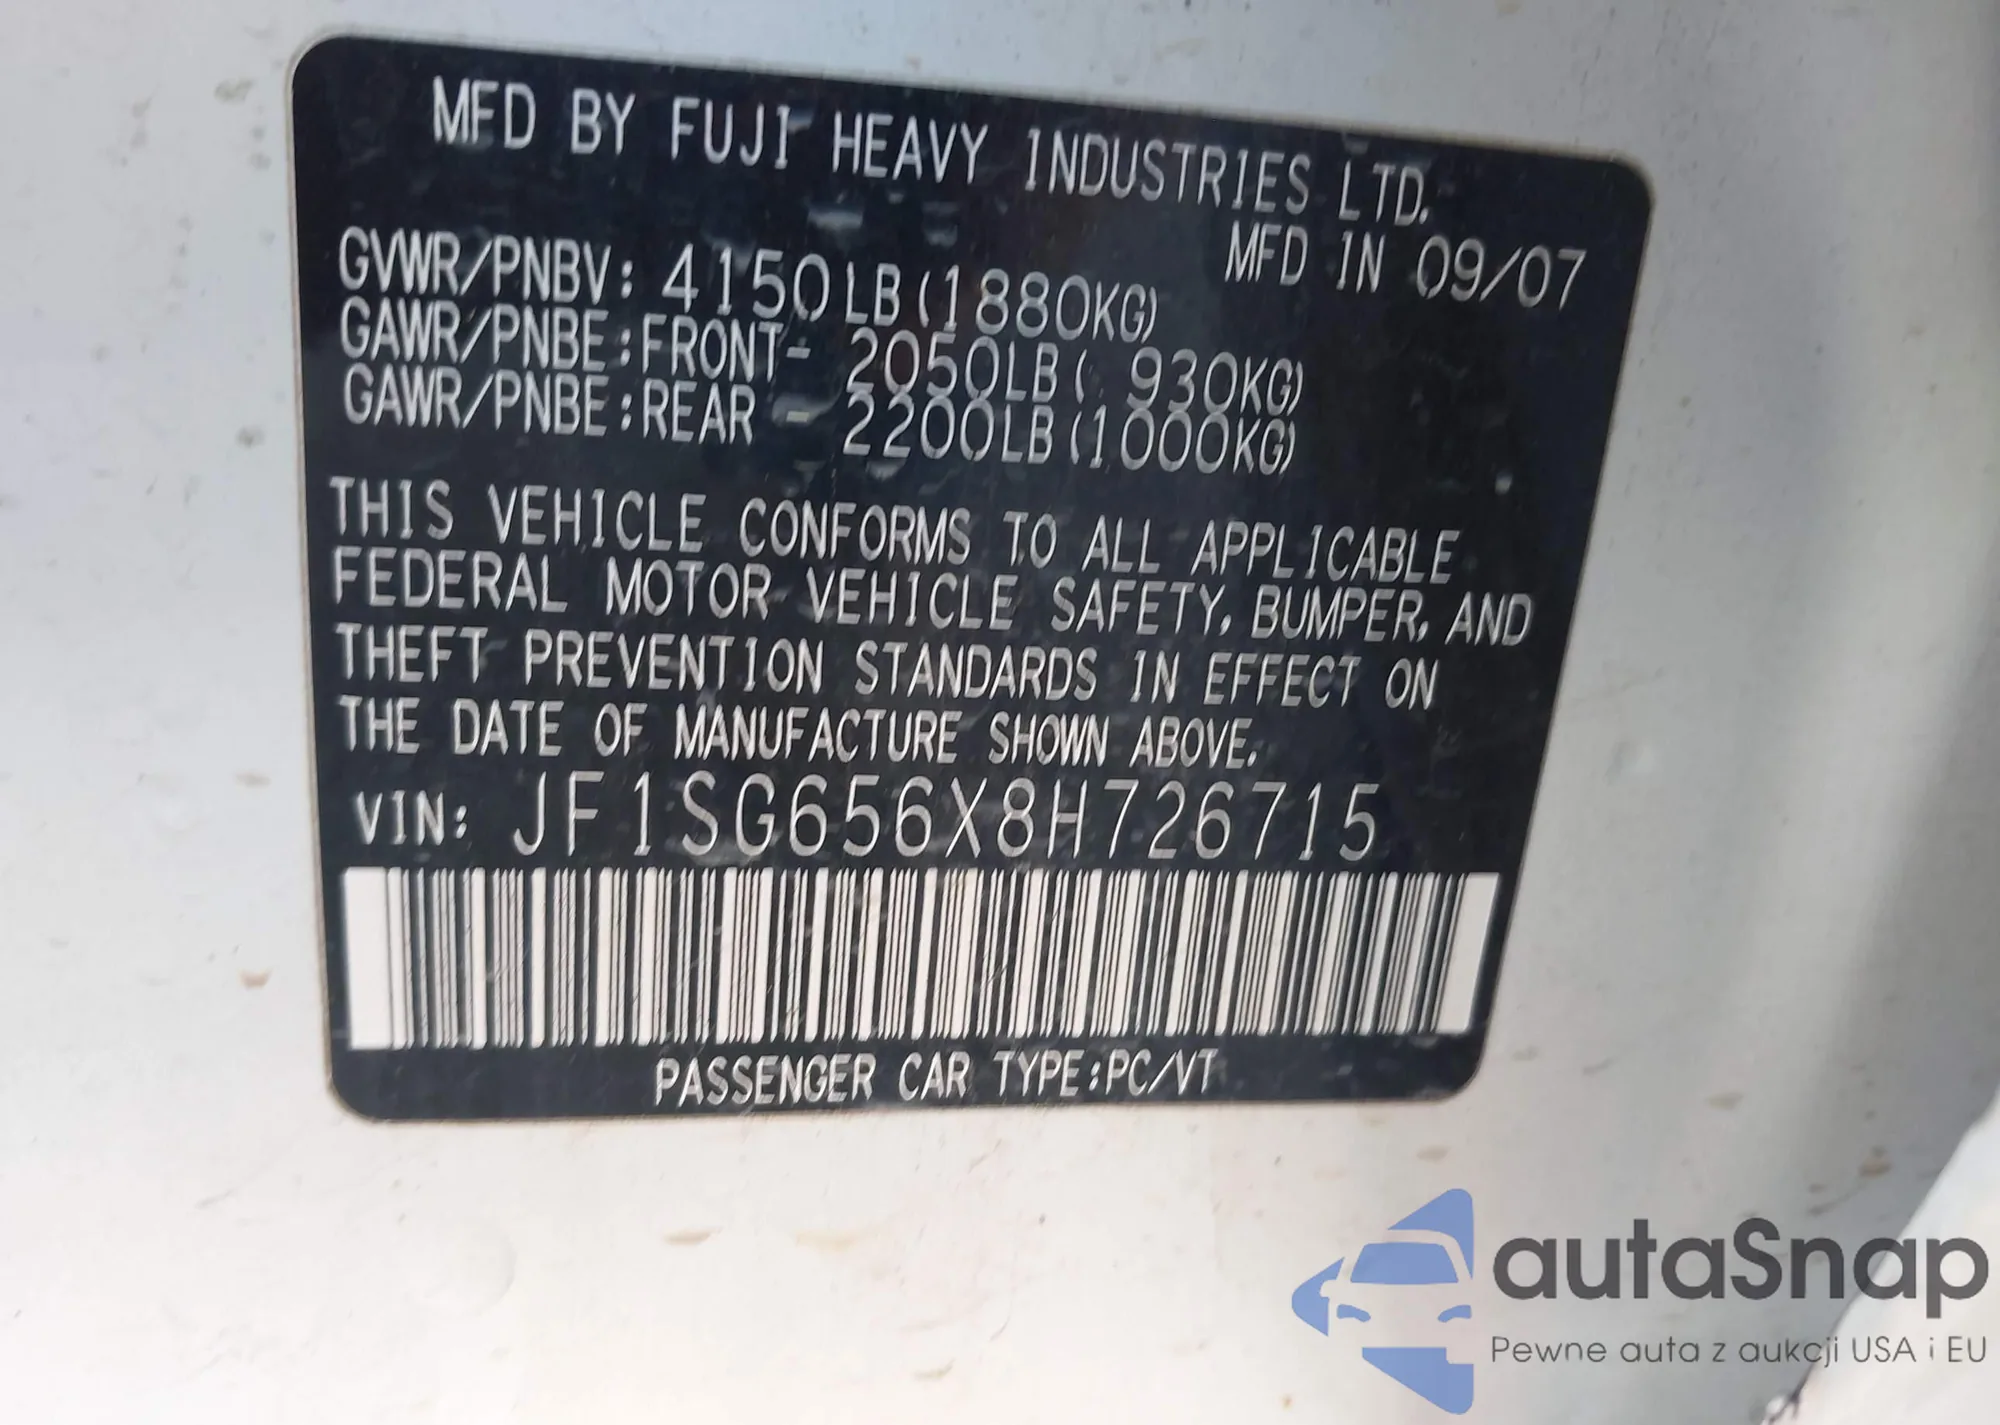 MFD BY FUJI HEAVY INDUSTRIES LTD.
MFD IN 09/07
GVWR/PNBV: 4150LB(1880KG)
GAWR/PNBE:FRONT- 2050LB( 930KG)
GAWR/PNBE:REAR - 2200LB(1000KG)
THIS VEHICLE CONFORMS TO ALL APPLICABLE
FEDERAL MOTOR VEHICLE SAFETY, BUMPER, AND
THEFT PREVENTION STANDARDS IN EFFECT ON
THE DATE OF MANUFACTURE SHOWN ABOVE.
VIN: JF1SG656X8H726715
PASSENGER CAR TYPE:PC/VT
autaSnap
Pewne auta z aukcji USA i EU